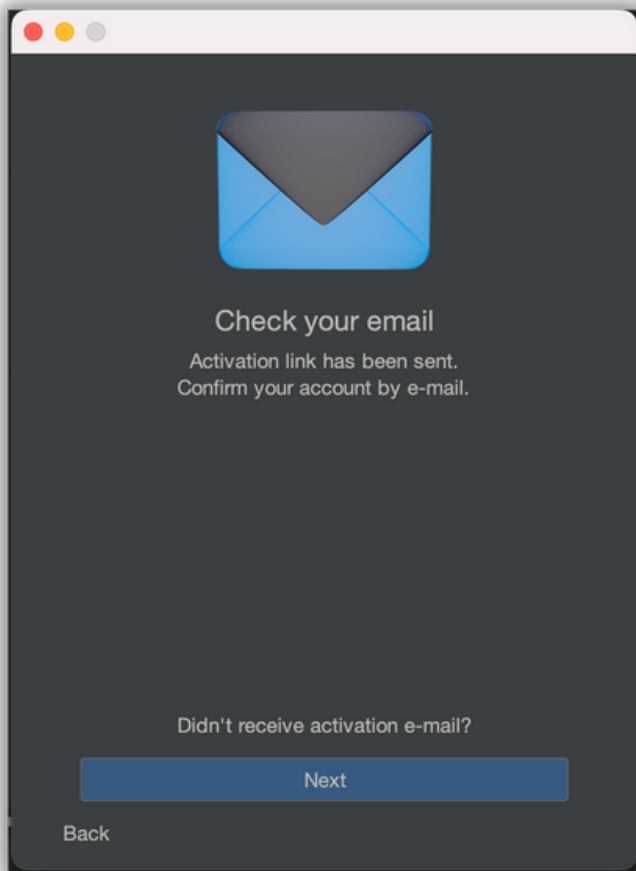 Check your email
Activation link has been sent.
Confirm your account by e-mail.
Didn't receive activation e-mail?
Next
Back